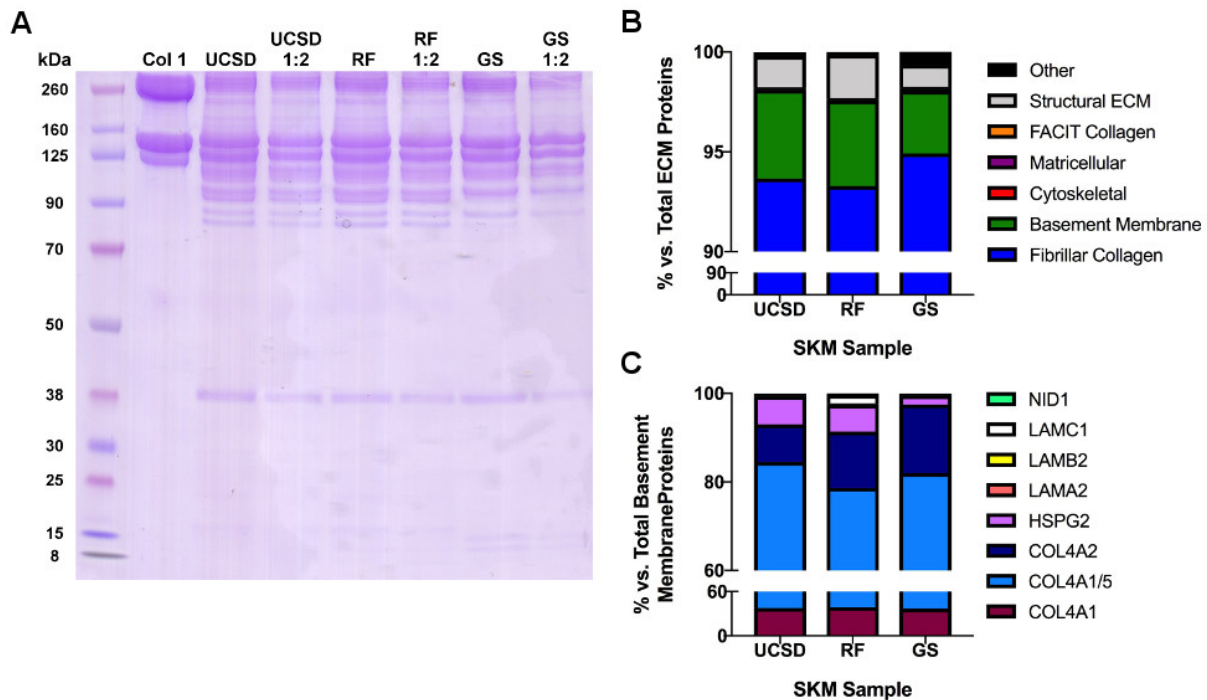 A
kDa
Col 1
UCSD
UCSD 1:2
RF
RF 1:2
GS
GS 1:2
260
160
125
90
70
50
38
30
25
15
8
B
% vs. Total ECM Proteins
100
95
90
90
0
UCSD
RF
GS
SKM Sample
Other
Structural ECM
FACIT Collagen
Matricellular
Cytoskeletal
Basement Membrane
Fibrillar Collagen
C
% vs. Total Basement
MembraneProteins
100
80
60
60
0
UCSD
RF
GS
SKM Sample
NID1
LAMC1
LAMB2
LAMA2
HSPG2
COL4A2
COL4A1/5
COL4A1